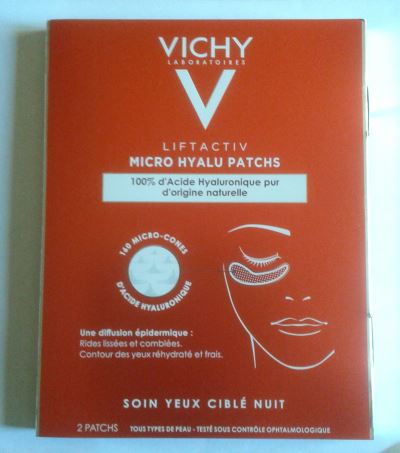 VICHY
LABORATOIRES
LIFTACTIV
MICRO HYALU PATCHS
100% d'Acide Hyaluronique pur
d'origine naturelle
160 MICRO-CONES
D'ACIDE HYALURONIQUE
Une diffusion épidermique :
Rides lissées et comblées.
Contour des yeux réhydraté et frais.
SOIN YEUX CIBLÉ NUIT
2 PATCHS
TOUS TYPES DE PEAU - TESTÉ SOUS CONTRÔLE OPHTALMOLOGIQUE